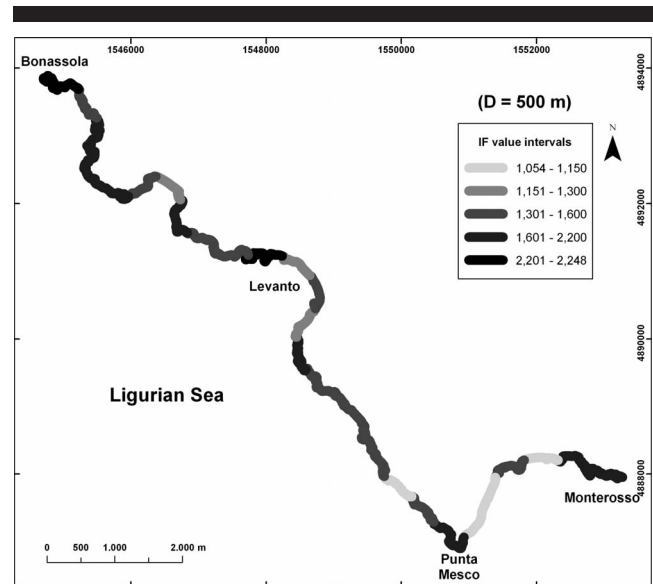 1546000 1548000 1550000 1552000
Bonassola
4894000
(D = 500 m)
N
IF value intervals
1,054 - 1,150
1,151 - 1,300
1,301 - 1,600
1,601 - 2,200
2,201 - 2,248
4892000
Levanto
4890000
Ligurian Sea
4888000
Monterosso
0 500 1.000 2.000 m
Punta
Mesco